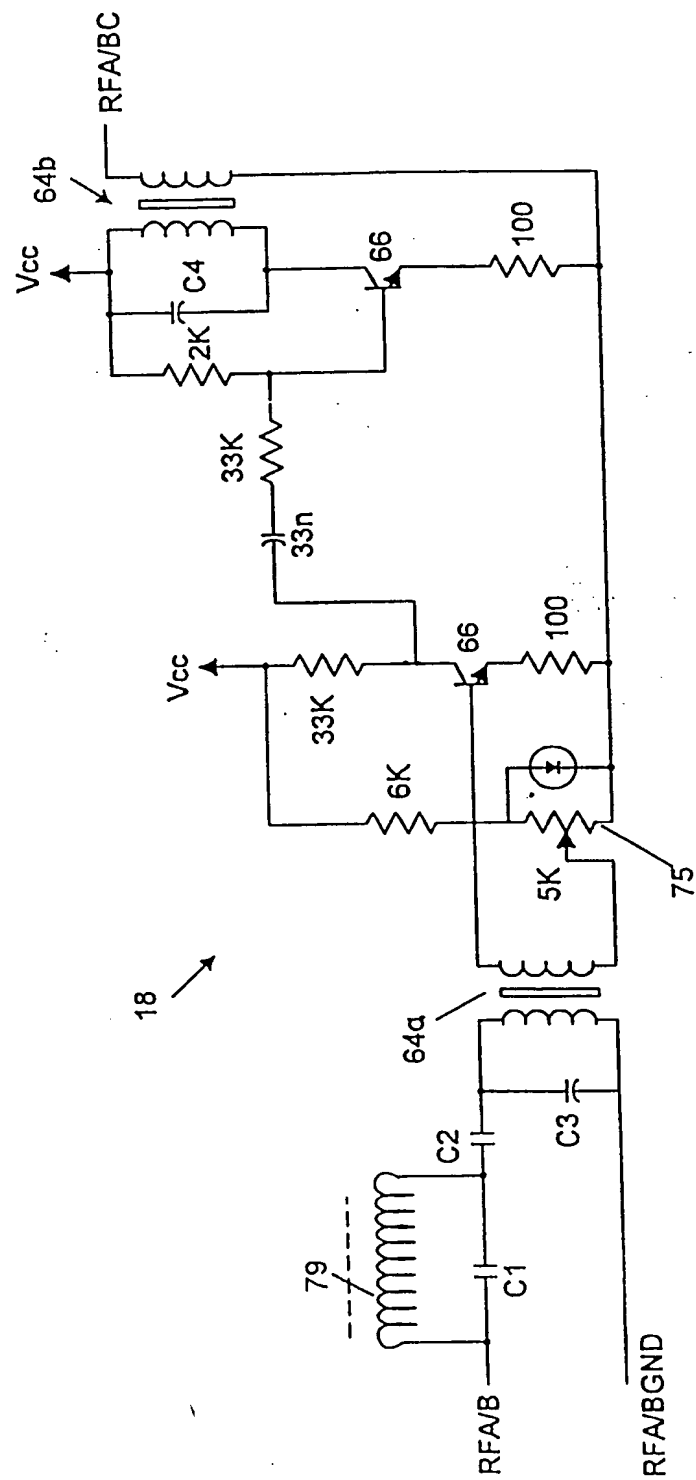 18
79
RFA/B
C1
C2
C3
RFA/BGND
64a
5K
75
6K
33K
Vcc
66
100
33n
33K
2K
C4
Vcc
64b
66
100
RFA/BC